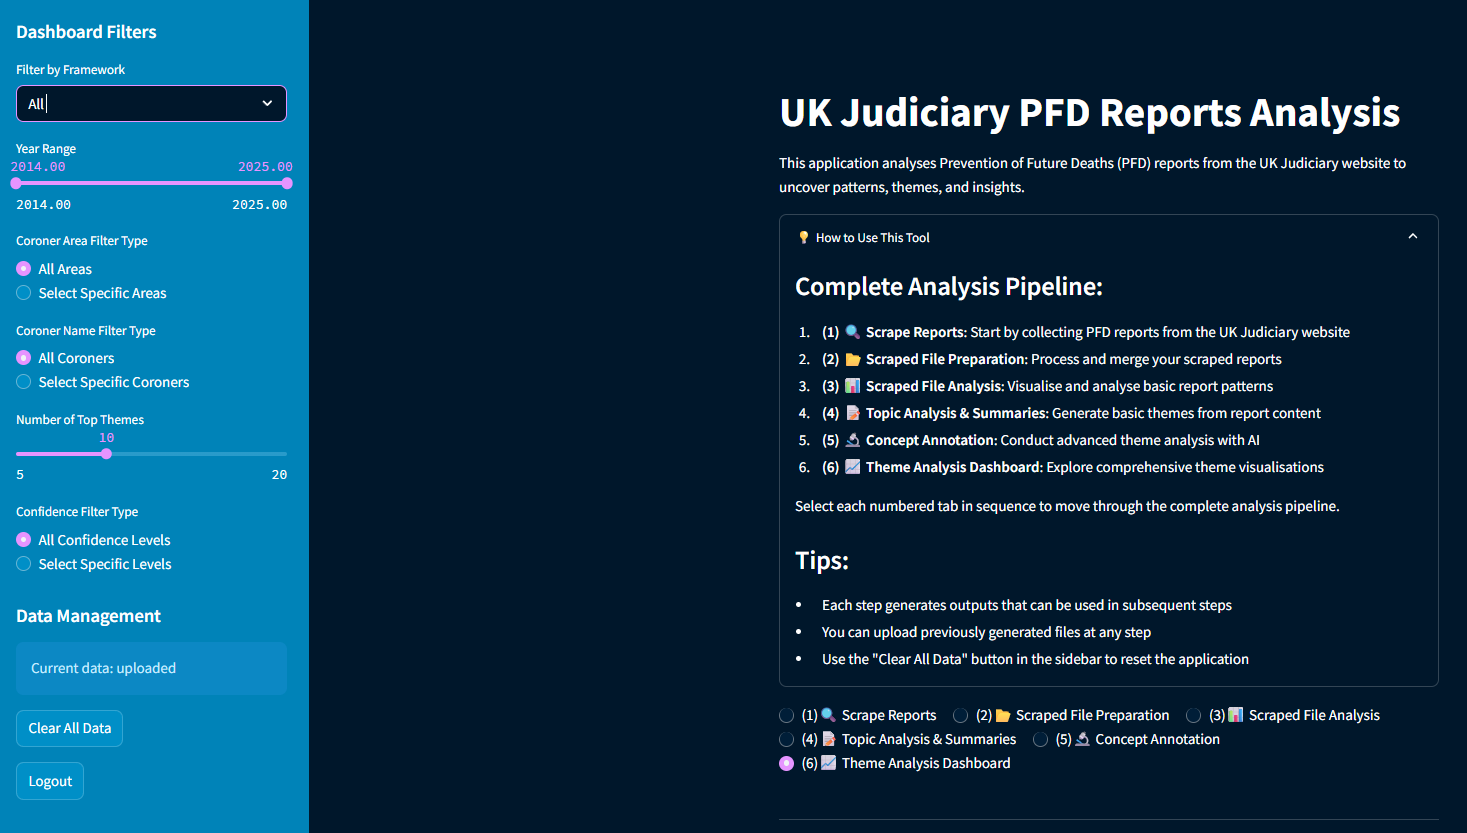 Dashboard Filters
Filter by Framework
All
Year Range
2014.00 2025.00
2014.00 2025.00
Coroner Area Filter Type
All Areas
Select Specific Areas
Coroner Name Filter Type
All Coroners
Select Specific Coroners
Number of Top Themes
10
5 20
Confidence Filter Type
All Confidence Levels
Select Specific Levels
Data Management
Current data: uploaded
Clear All Data
Logout
UK Judiciary PFD Reports Analysis
This application analyses Prevention of Future Deaths (PFD) reports from the UK Judiciary website to
uncover patterns, themes, and insights.
💡 How to Use This Tool
Complete Analysis Pipeline:
1. (1) 🔍 Scrape Reports: Start by collecting PFD reports from the UK Judiciary website
2. (2) 📂 Scraped File Preparation: Process and merge your scraped reports
3. (3) 📊 Scraped File Analysis: Visualise and analyse basic report patterns
4. (4) 📝 Topic Analysis & Summaries: Generate basic themes from report content
5. (5) 🔬 Concept Annotation: Conduct advanced theme analysis with AI
6. (6) 📈 Theme Analysis Dashboard: Explore comprehensive theme visualisations
Select each numbered tab in sequence to move through the complete analysis pipeline.
Tips:
• Each step generates outputs that can be used in subsequent steps
• You can upload previously generated files at any step
• Use the "Clear All Data" button in the sidebar to reset the application
(1)🔍 Scrape Reports (2)📂 Scraped File Preparation (3)📊 Scraped File Analysis
(4)📝 Topic Analysis & Summaries (5)🔬 Concept Annotation
(6)📈 Theme Analysis Dashboard